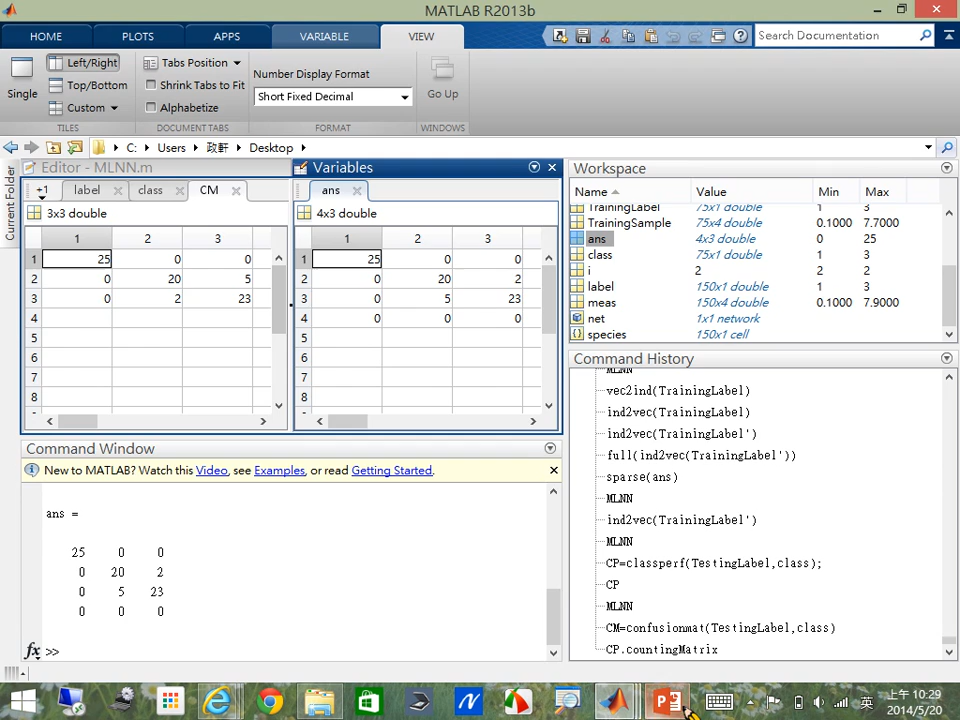 MATLAB R2013b
HOME PLOTS APPS VARIABLE VIEW Search Documentation
Single Left/Right Top/Bottom Custom TILES
Tabs Position Shrink Tabs to Fit Alphabetize DOCUMENT TABS
Number Display Format Short Fixed Decimal FORMAT
Go Up WINDOWS
C: Users 政軒 Desktop
Current Folder
Editor - MLNN.m
+1 label class CM
3x3 double
1 2 3
1 25 0 0
2 0 20 5
3 0 2 23
4
5
6
7
8
Variables
ans
4x3 double
1 2 3
1 25 0 0
2 0 20 2
3 0 5 23
4 0 0 0
5
6
7
8
Workspace
Name Value Min Max
TrainingLabel 75x1 double 1 3
TrainingSample 75x4 double 0.1000 7.7000
ans 4x3 double 0 25
class 75x1 double 1 3
i 2 2 2
label 150x1 double 1 3
meas 150x4 double 0.1000 7.9000
net 1x1 network
species 150x1 cell
Command History
MLNN
vec2ind(TrainingLabel)
ind2vec(TrainingLabel)
ind2vec(TrainingLabel')
full(ind2vec(TrainingLabel'))
sparse(ans)
MLNN
ind2vec(TrainingLabel')
MLNN
CP=classperf(TestingLabel,class);
CP
MLNN
CM=confusionmat(TestingLabel,class)
CP.countingMatrix
Command Window
New to MATLAB? Watch this Video, see Examples, or read Getting Started.
ans =
25 0 0
0 20 2
0 5 23
0 0 0
fx >>
英
上午 10:29
2014/5/20